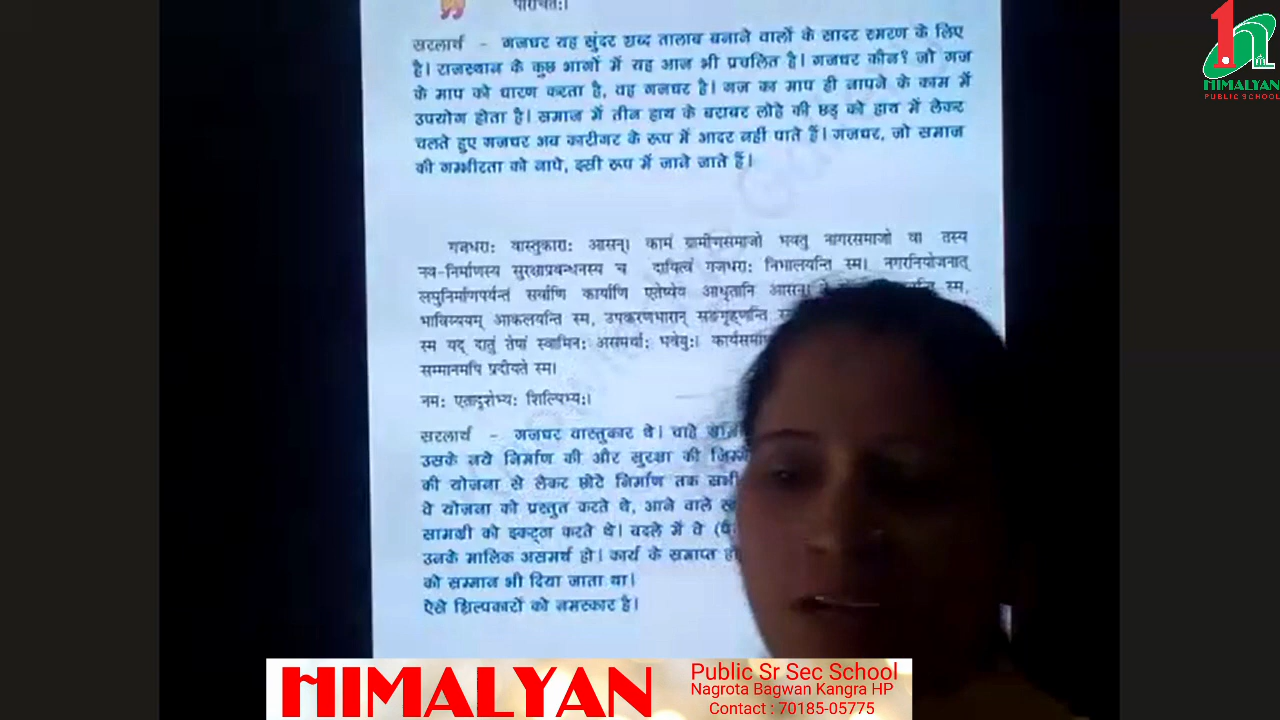 सरलार्थ - गजधर यह सुंदर शब्द तालाब बनाने वालों के सादर स्मरण के लिए
है। राजस्थान के कुछ भागों में यह आज भी प्रचलित है। गजधर कौन? जो गज
के माप को धारण करता है, वह गजधर है। गज का माप ही नापने के काम में
उपयोग होता है। समाज में तीन हाथ के बराबर लोहे की छड़ को हाथ में लेकर
चलते हुए गजधर अब कारीगर के रूप में आदर नहीं पाते हैं। गजधर, जो समाज
की गम्भीरता को नापे, इसी रूप में जाने जाते हैं।
गजधराः वास्तुकाराः आसन्। कामं ग्रामीणसमाजो भवतु नागरसमाजो वा तस्य
नव-निर्माणस्य सुरक्षाप्रबन्धनस्य च दायित्वं गजधराः निभालयन्ति स्म। नगरनियोजनात्
लघुनिर्माणपर्यन्तं सर्वाणि कार्याणि एतेष्वेव आधृतानि आसन्। स्म,
भाविव्ययम् आकलयन्ति स्म, उपकरणभारान् सङ्गृह्णन्ति
स्म यद् दातुं तेषां स्वामिनः असमर्थाः भवेयुः।
सम्मानमपि प्रदीयते स्म।
नमः एतादृशेभ्यः शिल्पिभ्यः।
सरलार्थ - गजधर वास्तुकार थे। चाहे
उसके नये निर्माण की और सुरक्षा की
की योजना से लेकर छोटे निर्माण तक सभी
वे योजना को प्रस्तुत करते थे, आने वाले
सामग्री को इकट्ठा करते थे। बदले में वे
उनके मालिक असमर्थ हो। कार्य के समाप्त
को सम्मान भी दिया जाता था।
ऐसे शिल्पकारों को नमस्कार है।
HIMALYAN
PUBLIC SCHOOL
HIMALYAN
Public Sr Sec School
Nagrota Bagwan Kangra HP
Contact : 70185-05775